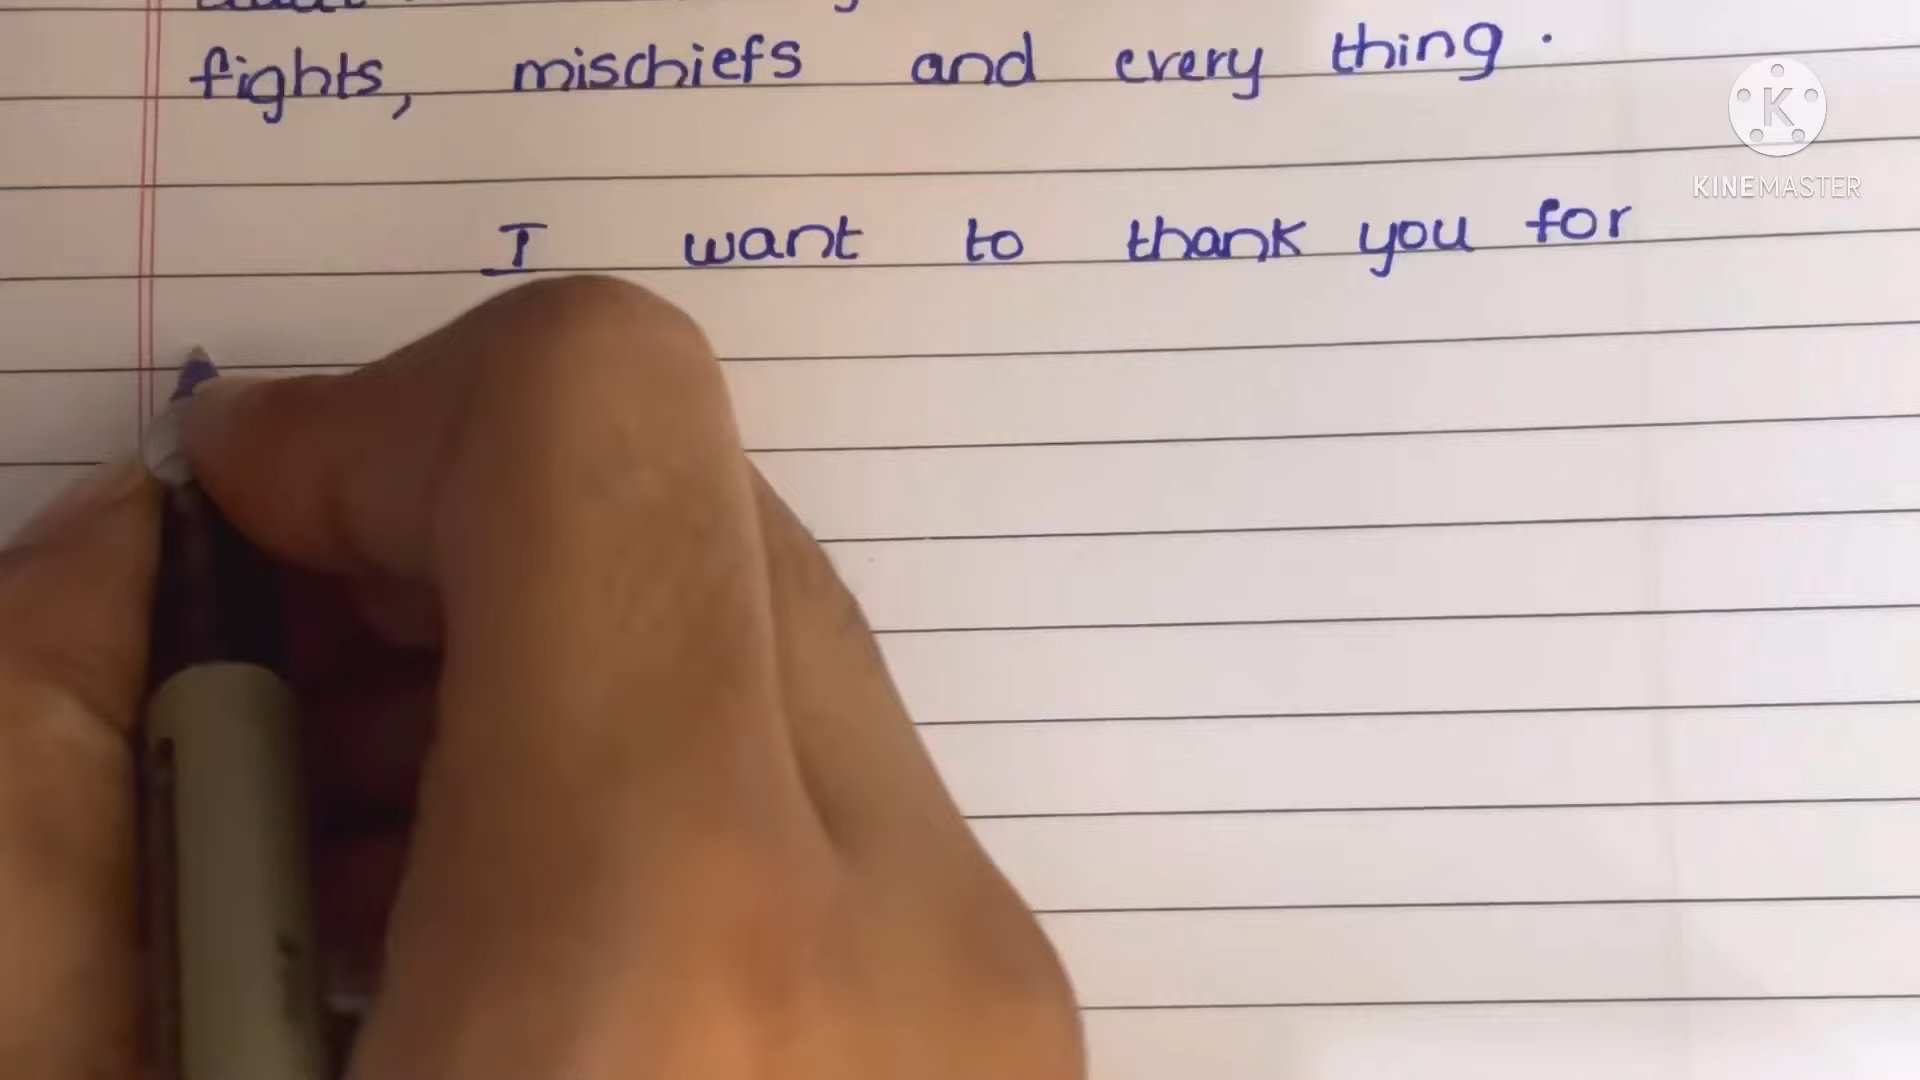 fights, mischiefs and every thing.
I want to thank you for
K
KINEMASTER